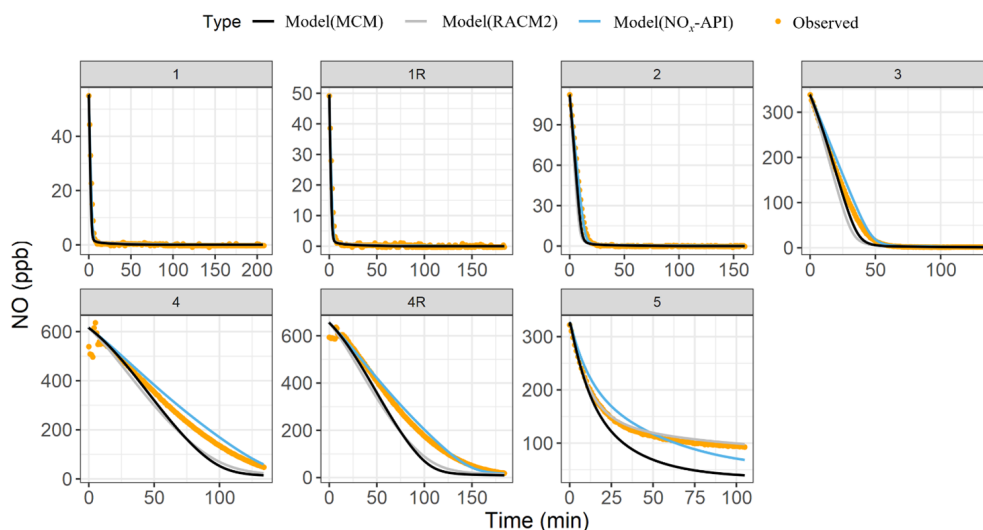 Type Model(MCM) Model(RACM2) Model(NOx-API) Observed
1 1R 2 3
40 20 0
0 50 100 150 200
50 40 30 20 10 0
0 50 100 150
90 60 30 0
0 50 100 150
300 200 100 0
0 50 100
4 4R 5
600 400 200 0
0 50 100
600 400 200 0
0 50 100 150
300 200 100
0 25 50 75 100
NO (ppb)
Time (min)